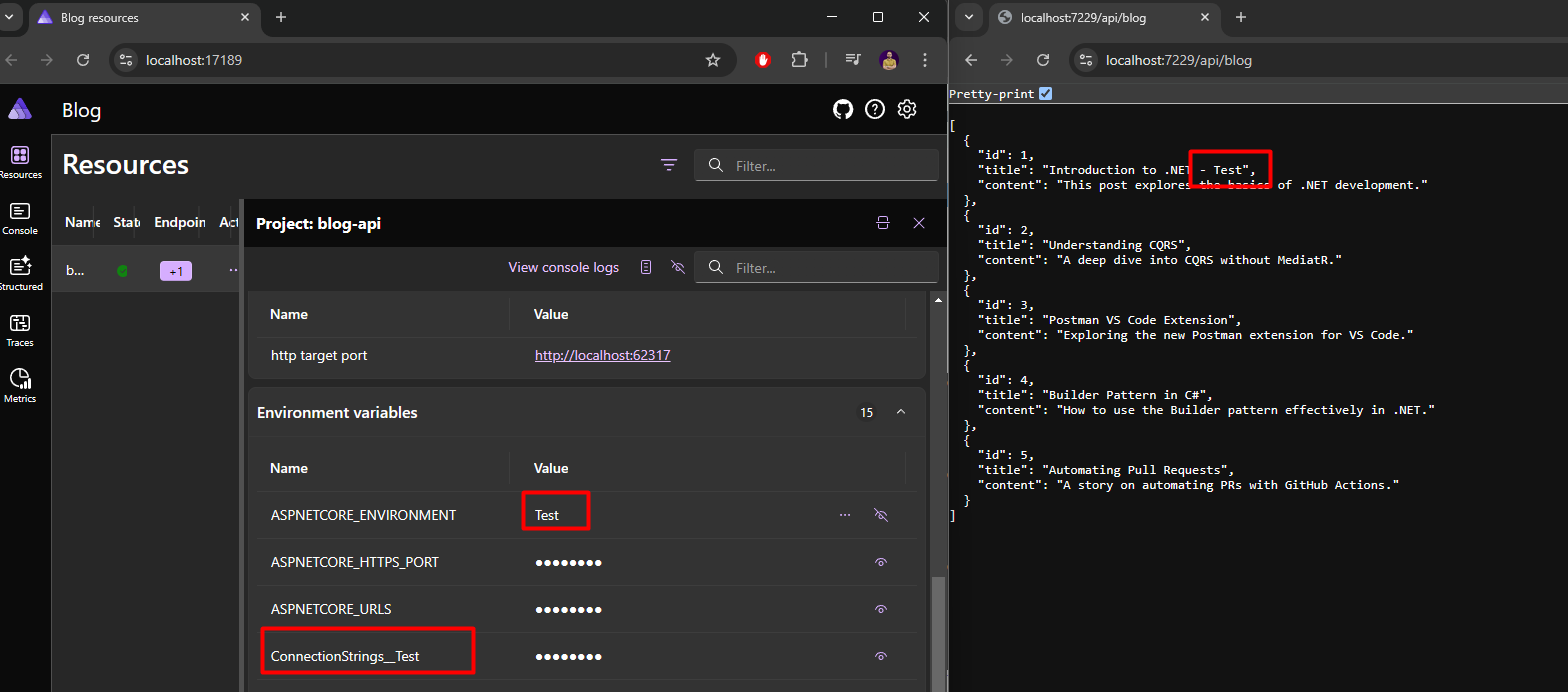 Blog resources
localhost:17189
Blog
Resources
Filter...
Resources
Console
Structured
Traces
Metrics
Name State Endpoin Act
b... +1 ...
Project: blog-api
View console logs
Filter...
Name Value
http target port http://localhost:62317
Environment variables 15
Name Value
ASPNETCORE_ENVIRONMENT Test
ASPNETCORE_HTTPS_PORT ●●●●●●●●
ASPNETCORE_URLS ●●●●●●●●
ConnectionStrings__Test ●●●●●●●●
localhost:7229/api/blog
localhost:7229/api/blog
Pretty-print
[
{
"id": 1,
"title": "Introduction to .NET - Test",
"content": "This post explores the basics of .NET development."
},
{
"id": 2,
"title": "Understanding CQRS",
"content": "A deep dive into CQRS without MediatR."
},
{
"id": 3,
"title": "Postman VS Code Extension",
"content": "Exploring the new Postman extension for VS Code."
},
{
"id": 4,
"title": "Builder Pattern in C#",
"content": "How to use the Builder pattern effectively in .NET."
},
{
"id": 5,
"title": "Automating Pull Requests",
"content": "A story on automating PRs with GitHub Actions."
}
]